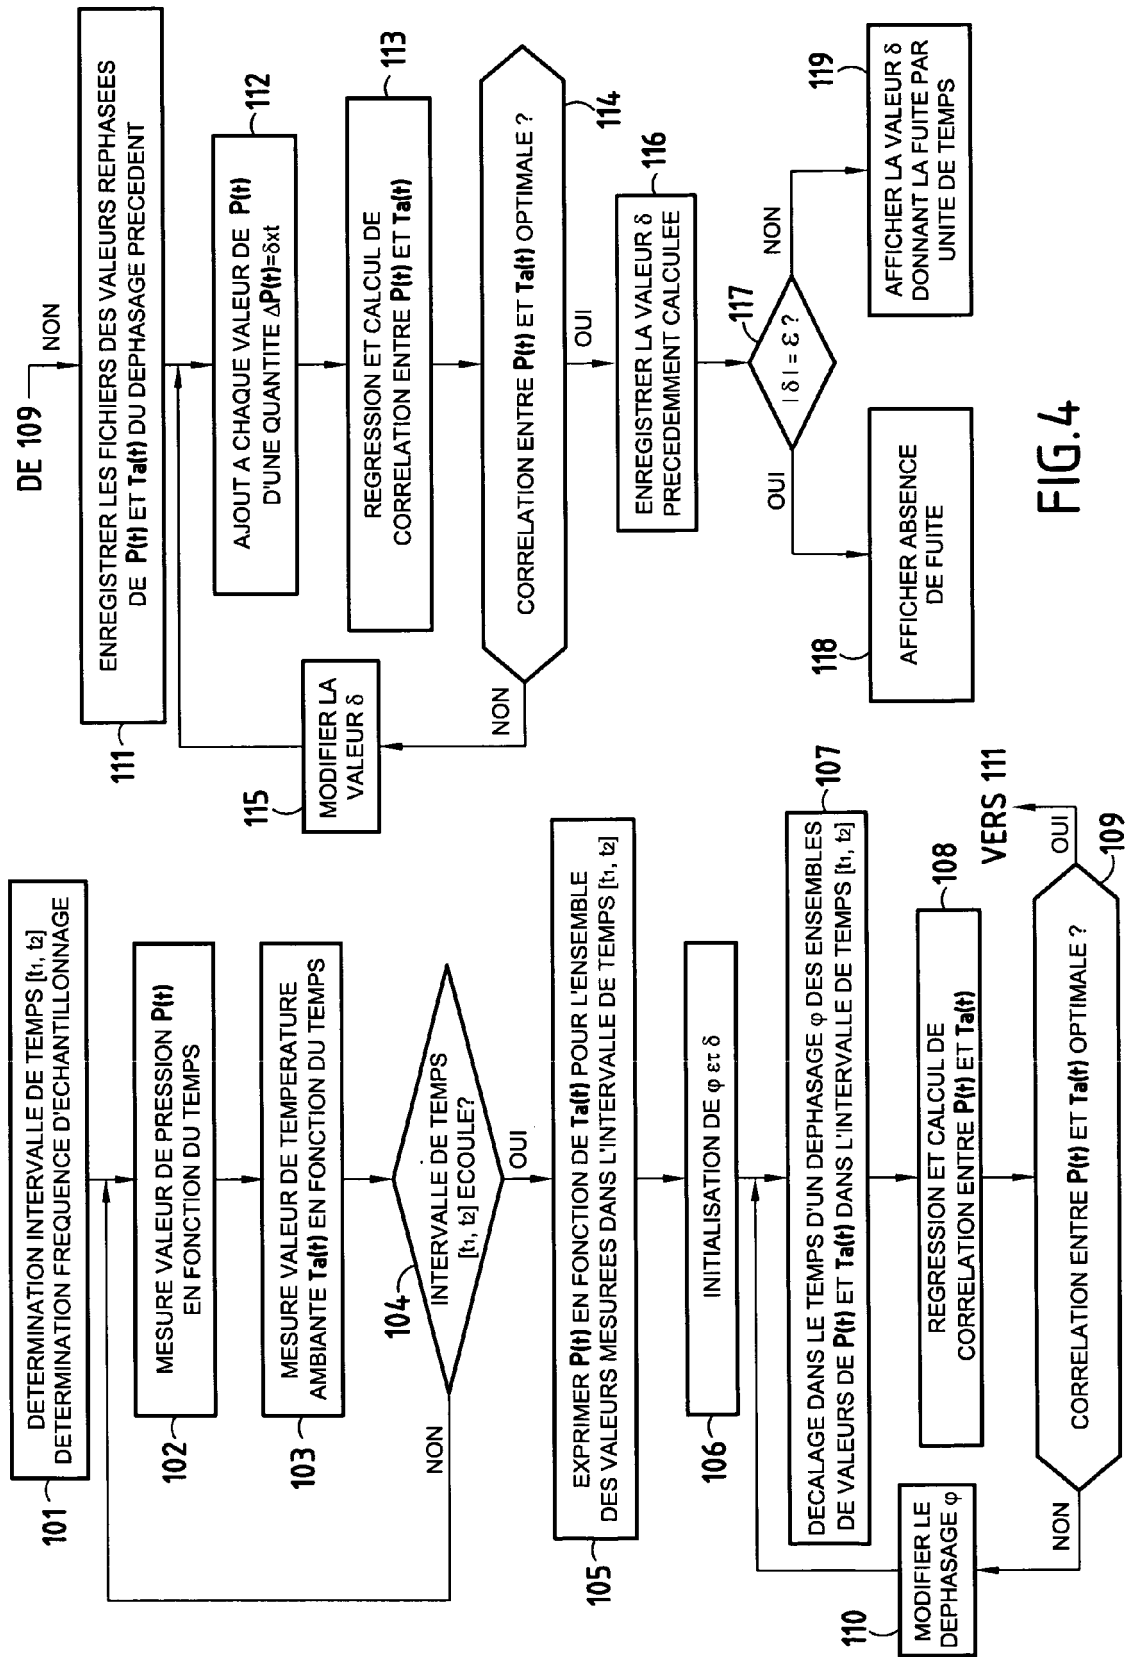 101
DETERMINATION INTERVALLE DE TEMPS [t₁, t₂]
DETERMINATION FREQUENCE D'ECHANTILLONNAGE
102
MESURE VALEUR DE PRESSION P(t)
EN FONCTION DU TEMPS
103
MESURE VALEUR DE TEMPERATURE
AMBIANTE Ta(t) EN FONCTION DU TEMPS
104
INTERVALLE DE TEMPS
[t₁, t₂] ECOULE?
NON
OUI
105
EXPRIMER P(t) EN FONCTION DE Ta(t) POUR L'ENSEMBLE
DES VALEURS MESUREES DANS L'INTERVALLE DE TEMPS [t₁, t₂]
106
INITIALISATION DE φ ετ δ
107
DECALAGE DANS LE TEMPS D'UN DEPHASAGE φ DES ENSEMBLES
DE VALEURS DE P(t) ET Ta(t) DANS L'INTERVALLE DE TEMPS [t₁, t₂]
108
REGRESSION ET CALCUL DE
CORRELATION ENTRE P(t) ET Ta(t)
109
CORRELATION ENTRE P(t) ET Ta(t) OPTIMALE ?
NON
OUI
VERS 111
110
MODIFIER LE
DEPHASAGE φ
DE 109
NON
111
ENREGISTRER LES FICHIERS DES VALEURS REPHASEES
DE P(t) ET Ta(t) DU DEPHASAGE PRECEDENT
112
AJOUT A CHAQUE VALEUR DE P(t)
D'UNE QUANTITE ΔP(t)=δxt
113
REGRESSION ET CALCUL DE
CORRELATION ENTRE P(t) ET Ta(t)
114
CORRELATION ENTRE P(t) ET Ta(t) OPTIMALE ?
NON
OUI
115
MODIFIER LA
VALEUR δ
116
ENREGISTRER LA VALEUR δ
PRECEDEMMENT CALCULEE
117
| δ | = ε ?
OUI
NON
118
AFFICHER ABSENCE
DE FUITE
119
AFFICHER LA VALEUR δ
DONNANT LA FUITE PAR
UNITE DE TEMPS
FIG.4